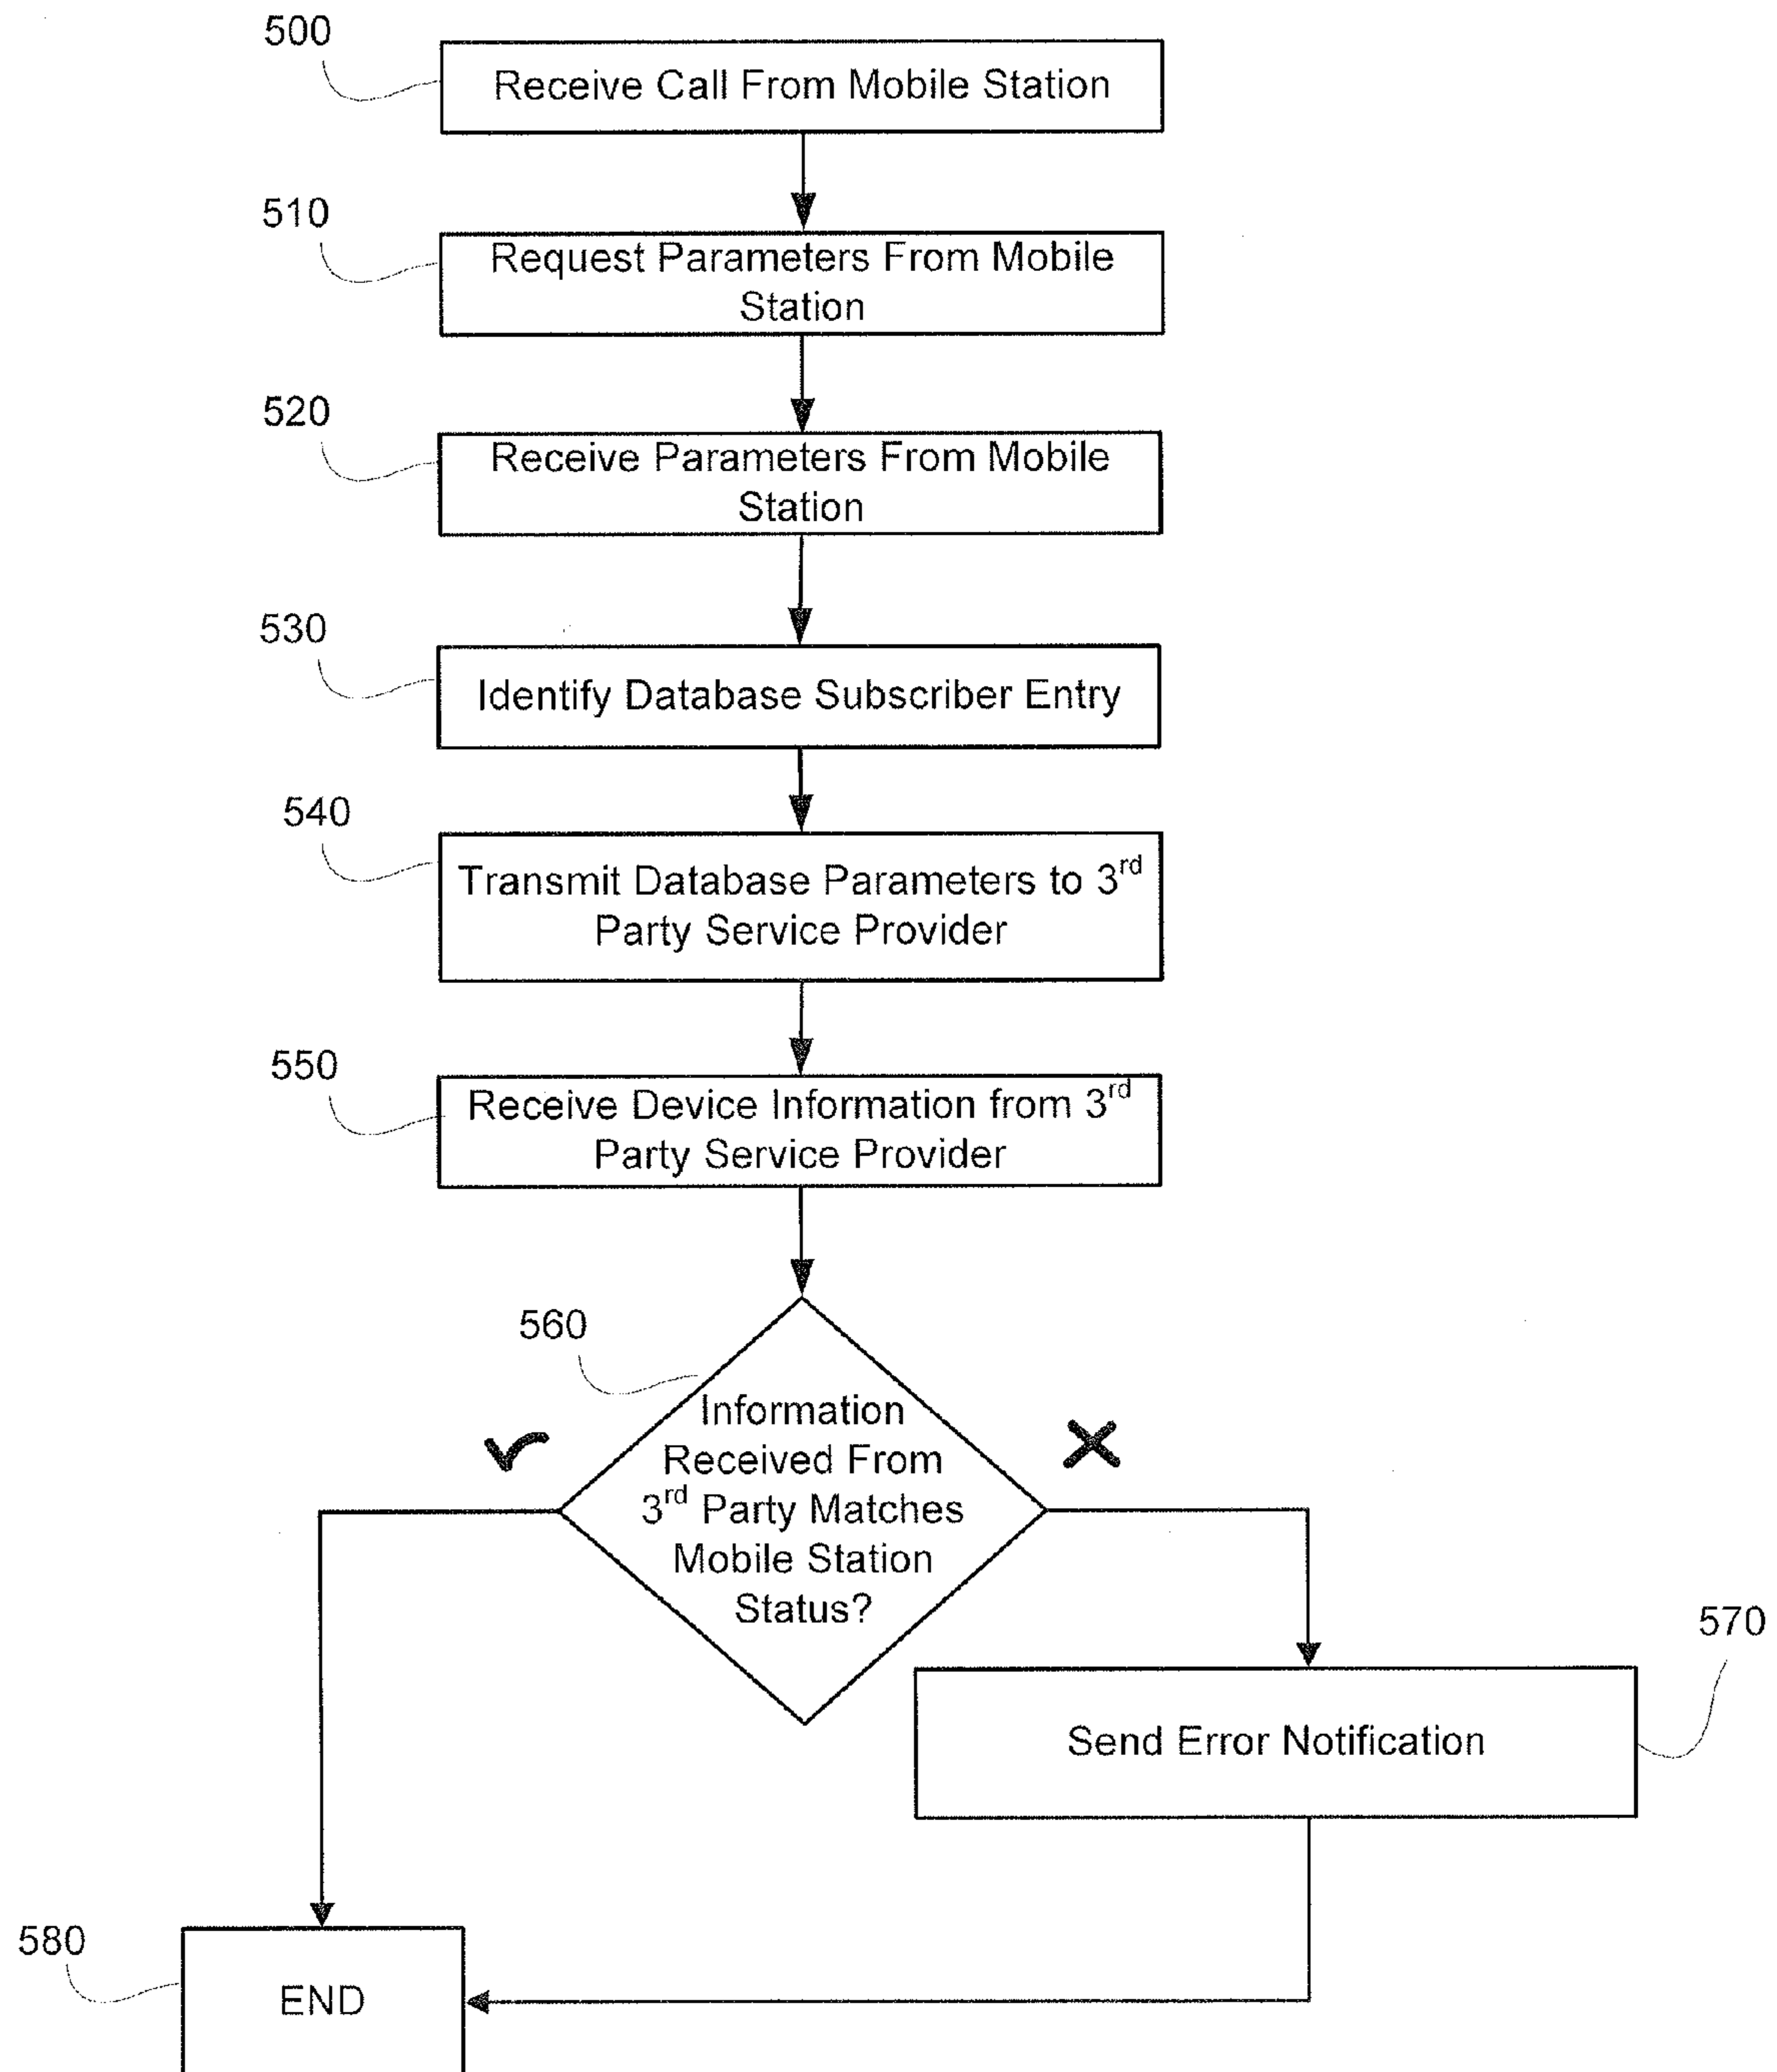 500
Receive Call From Mobile Station
510
Request Parameters From Mobile
Station
520
Receive Parameters From Mobile
Station
530
Identify Database Subscriber Entry
540
Transmit Database Parameters to 3rd
Party Service Provider
550
Receive Device Information from 3rd
Party Service Provider
560
Information
Received From
3rd Party Matches
Mobile Station
Status?
570
Send Error Notification
580
END